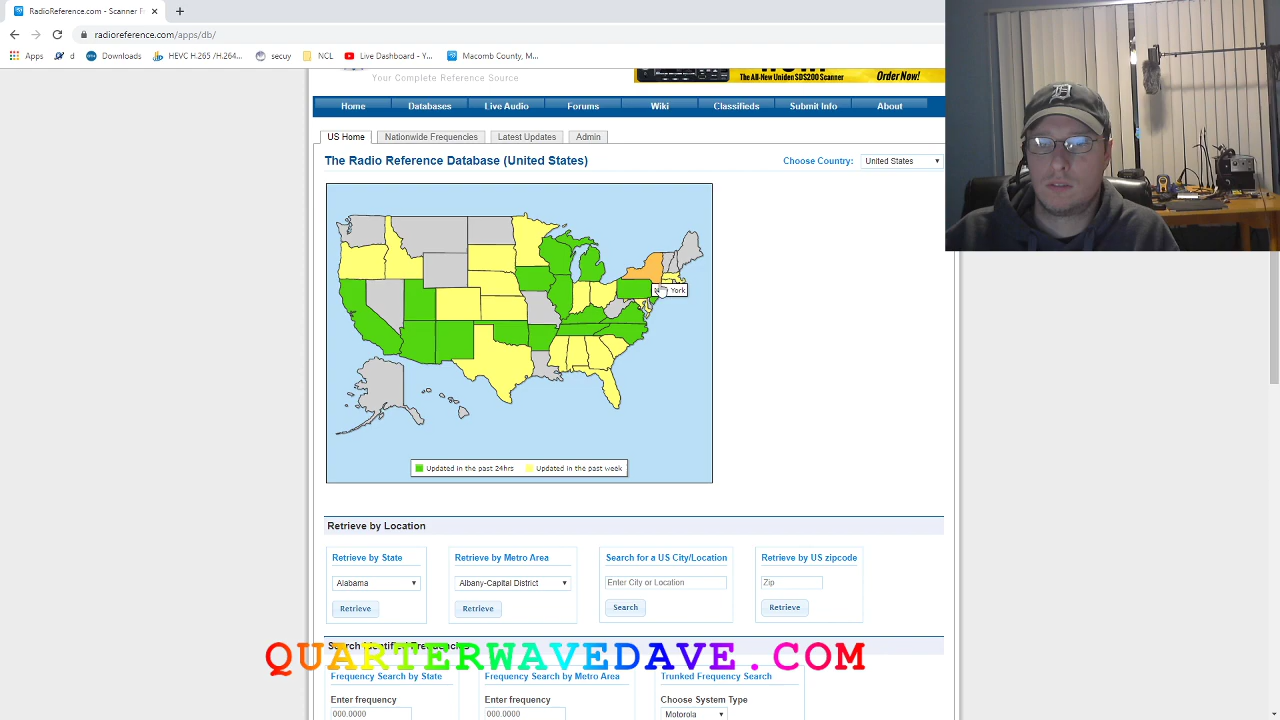 RadioReference.com - Scanner F
radioreference.com/apps/db/
Apps
d
Downloads
HEVC H.265 /H.264...
secuy
NCL
Live Dashboard - Y...
Macomb County, M...
Your Complete Reference Source
The All-New Uniden SDS200 Scanner
Order Now!
Home
Databases
Live Audio
Forums
Wiki
Classifieds
Submit Info
About
US Home
Nationwide Frequencies
Latest Updates
Admin
The Radio Reference Database (United States)
Choose Country:
United States
York
Updated in the past 24hrs
Updated in the past week
Retrieve by Location
Retrieve by State
Retrieve by Metro Area
Search for a US City/Location
Retrieve by US zipcode
Alabama
Albany-Capital District
Enter City or Location
Zip
Retrieve
Retrieve
Search
Retrieve
Search Identified Frequencies
QUARTERWAVEDAVE.COM
Frequency Search by State
Frequency Search by Metro Area
Trunked Frequency Search
Enter frequency
Enter frequency
Choose System Type
000.0000
000.0000
Motorola